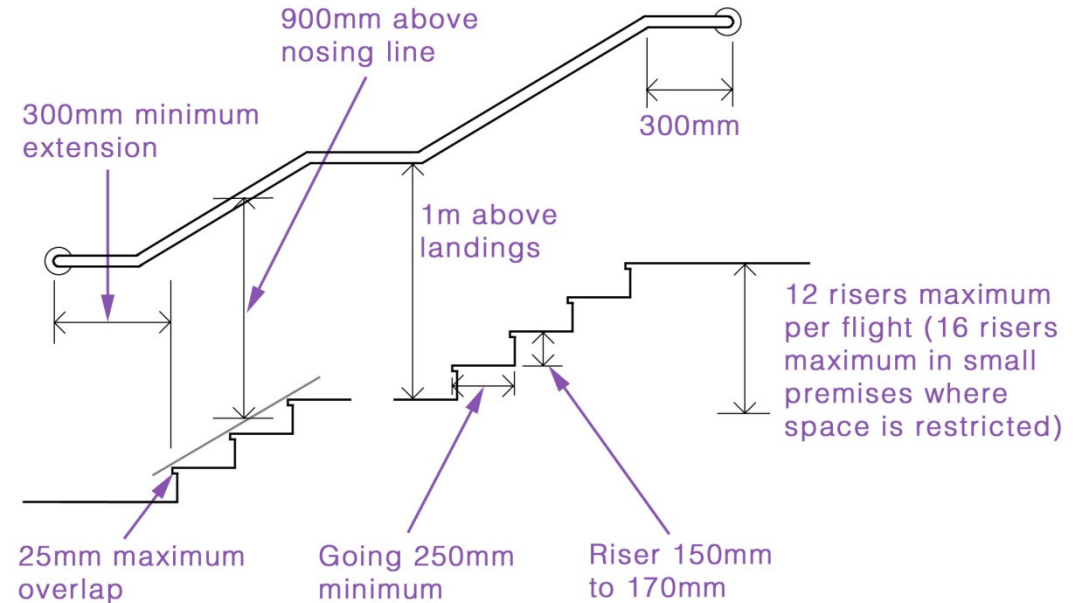 900mm above
nosing line
300mm minimum
extension
300mm
1m above
landings
12 risers maximum
per flight (16 risers
maximum in small
premises where
space is restricted)
25mm maximum
overlap
Going 250mm
minimum
Riser 150mm
to 170mm